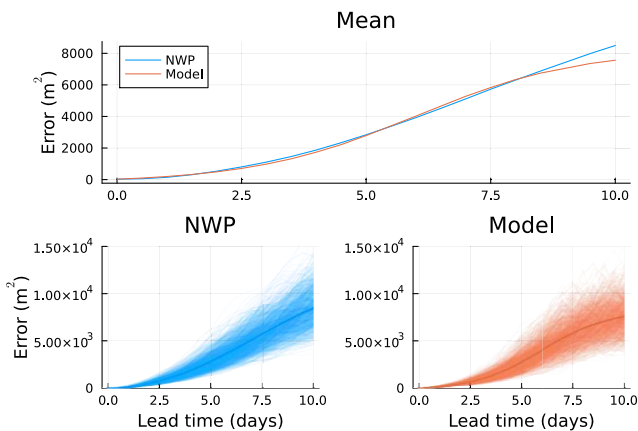 Mean
8000
6000
4000
2000
0
Error (m²)
NWP
Model
0.0 2.5 5.0 7.5 10.0
NWP
1.50×10⁴
1.00×10⁴
5.00×10³
0
Error (m²)
0.0 2.5 5.0 7.5 10.0
Lead time (days)
Model
1.50×10⁴
1.00×10⁴
5.00×10³
0
0.0 2.5 5.0 7.5 10.0
Lead time (days)